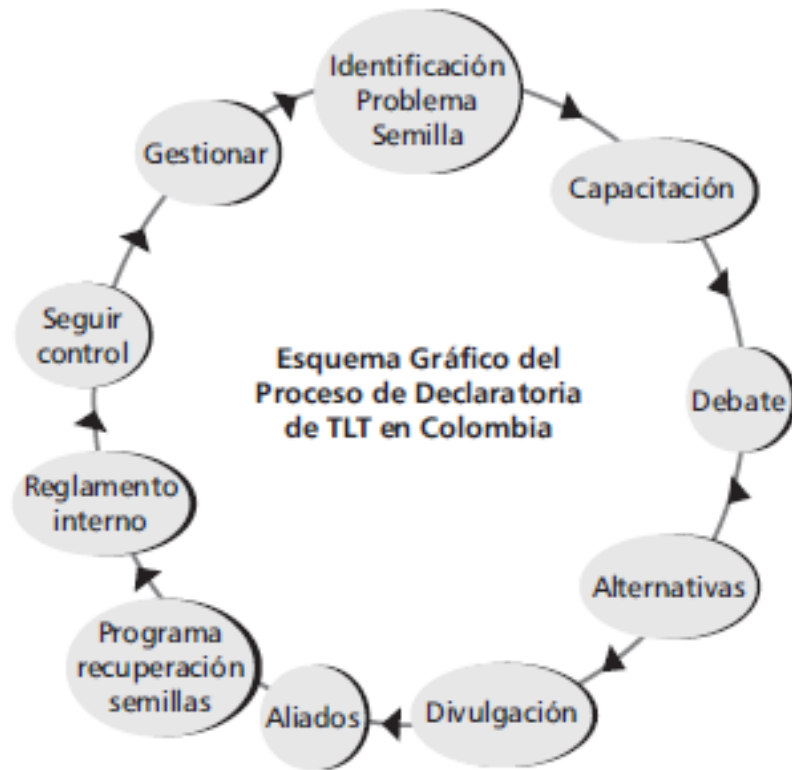 Identificación
Problema
Semilla
Capacitación
Debate
Alternativas
Divulgación
Aliados
Programa
recuperación
semillas
Reglamento
interno
Seguir
control
Gestionar
Esquema Gráfico del
Proceso de Declaratoria
de TLT en Colombia